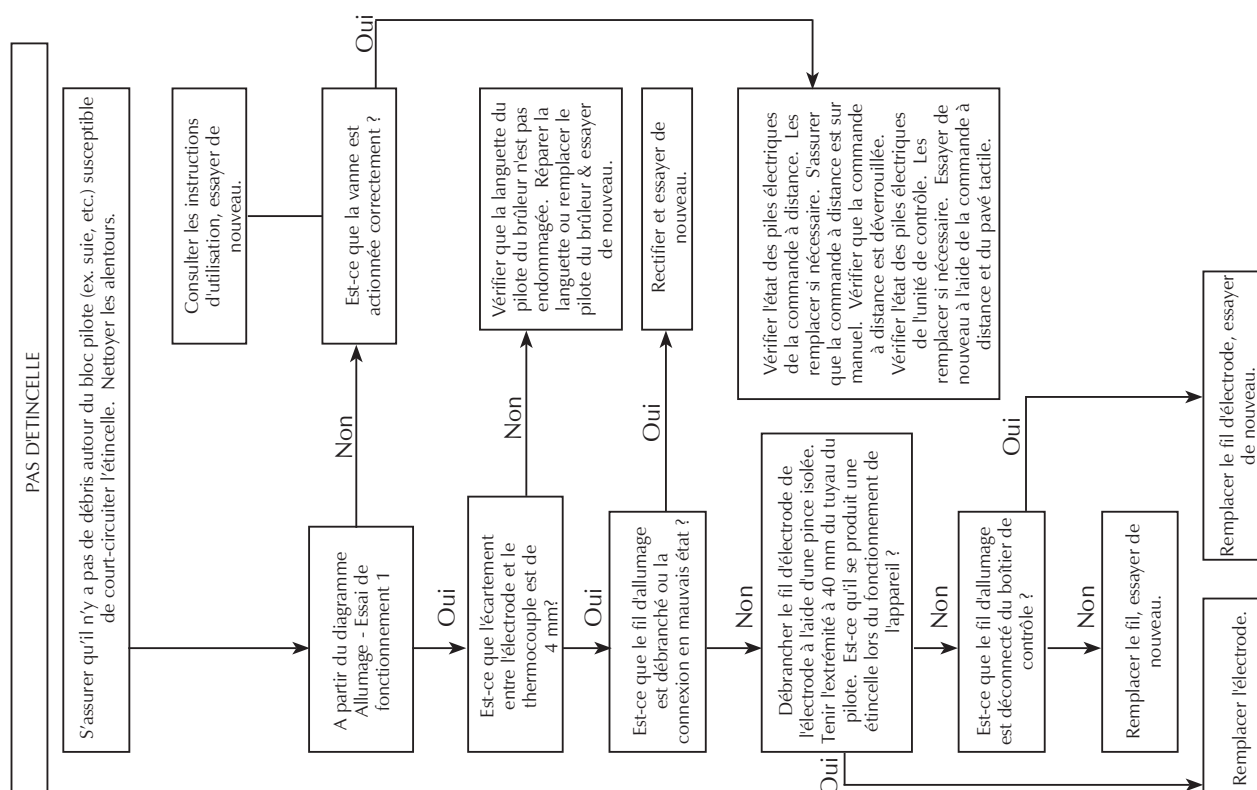 PAS D'ETINCELLE
S'assurer qu'il n'y a pas de débris autour du bloc pilote (ex. suie, etc.) susceptible
de court-circuiter l'étincelle. Nettoyer les alentours.
Consulter les instructions
d'utilisation, essayer de
nouveau.
A partir du diagramme
Allumage - Essai de
fonctionnement 1
Non
Est-ce que la vanne est
actionnée correctement ?
Oui
Oui
Est-ce que l'écartement
entre l'électrode et le
thermocouple est de
4 mm?
Non
Vérifier que la languette du
pilote du brûleur n'est pas
endommagée. Réparer la
languette ou remplacer le
pilote du brûleur & essayer
de nouveau.
Oui
Est-ce que le fil d'allumage
est débranché ou la
connexion en mauvais état ?
Oui
Rectifier et essayer de
nouveau.
Non
Débrancher le fil d'électrode de
l'électrode à l'aide d'une pince isolée.
Tenir l'extrémité à 40 mm du tuyau du
pilote. Est-ce qu'il se produit une
étincelle lors du fonctionnement de
l'appareil ?
Vérifier l'état des piles électriques
de la commande à distance. Les
remplacer si nécessaire. S'assurer
que la commande à distance est sur
manuel. Vérifier que la commande
à distance est déverrouillée.
Vérifier l'état des piles électriques
de l'unité de contrôle. Les
remplacer si nécessaire. Essayer de
nouveau à l'aide de la commande à
distance et du pavé tactile.
Oui
Non
Est-ce que le fil d'allumage
est déconnecté du boîtier de
contrôle ?
Oui
Non
Remplacer le fil, essayer de
nouveau.
Remplacer l'électrode.
Remplacer le fil d'électrode, essayer
de nouveau.